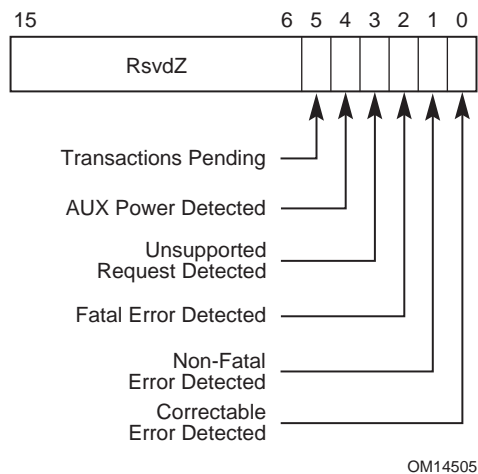 15 6 5 4 3 2 1 0
RsvdZ
Transactions Pending
AUX Power Detected
Unsupported
Request Detected
Fatal Error Detected
Non-Fatal
Error Detected
Correctable
Error Detected
OM14505